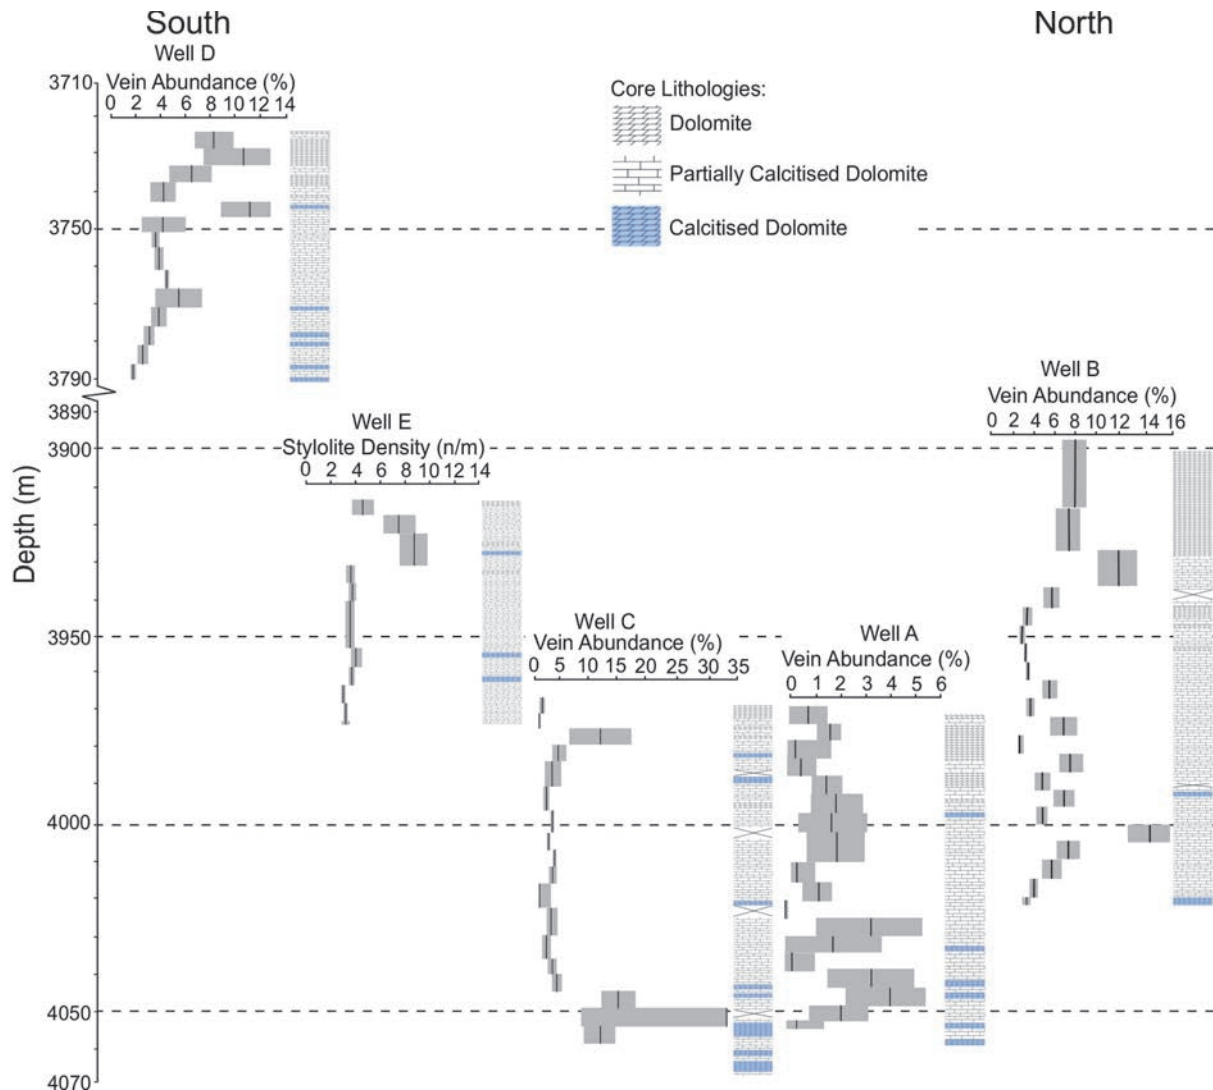 South
North
Well D
Vein Abundance (%)
0 2 4 6 8 10 12 14
Core Lithologies:
Dolomite
Partially Calcitised Dolomite
Calcitised Dolomite
3710
3750
3790
3890
3900
3950
4000
4050
4070
Depth (m)
Well B
Vein Abundance (%)
0 2 4 6 8 10 12 14 16
Well E
Stylolite Density (n/m)
0 2 4 6 8 10 12 14
Well C
Vein Abundance (%)
0 5 10 15 20 25 30 35
Well A
Vein Abundance (%)
0 1 2 3 4 5 6